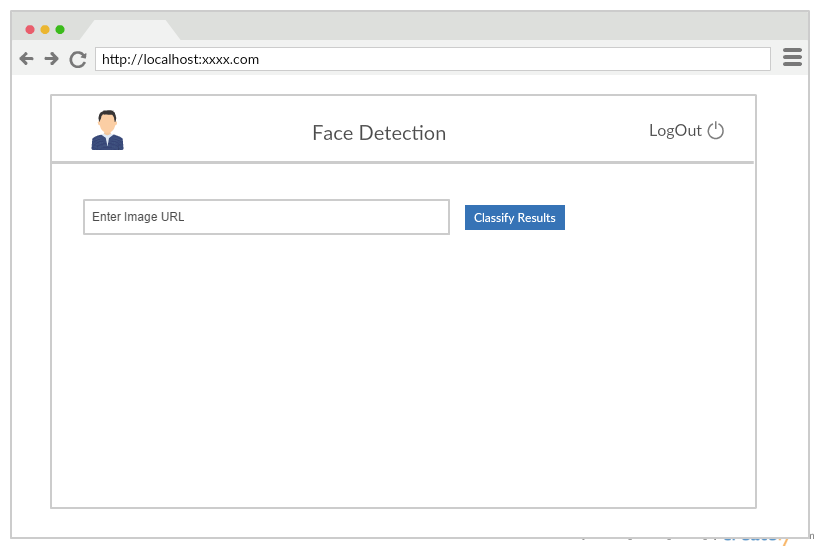 http://localhost:xxxx.com
Face Detection
LogOut
Enter Image URL
Classify Results